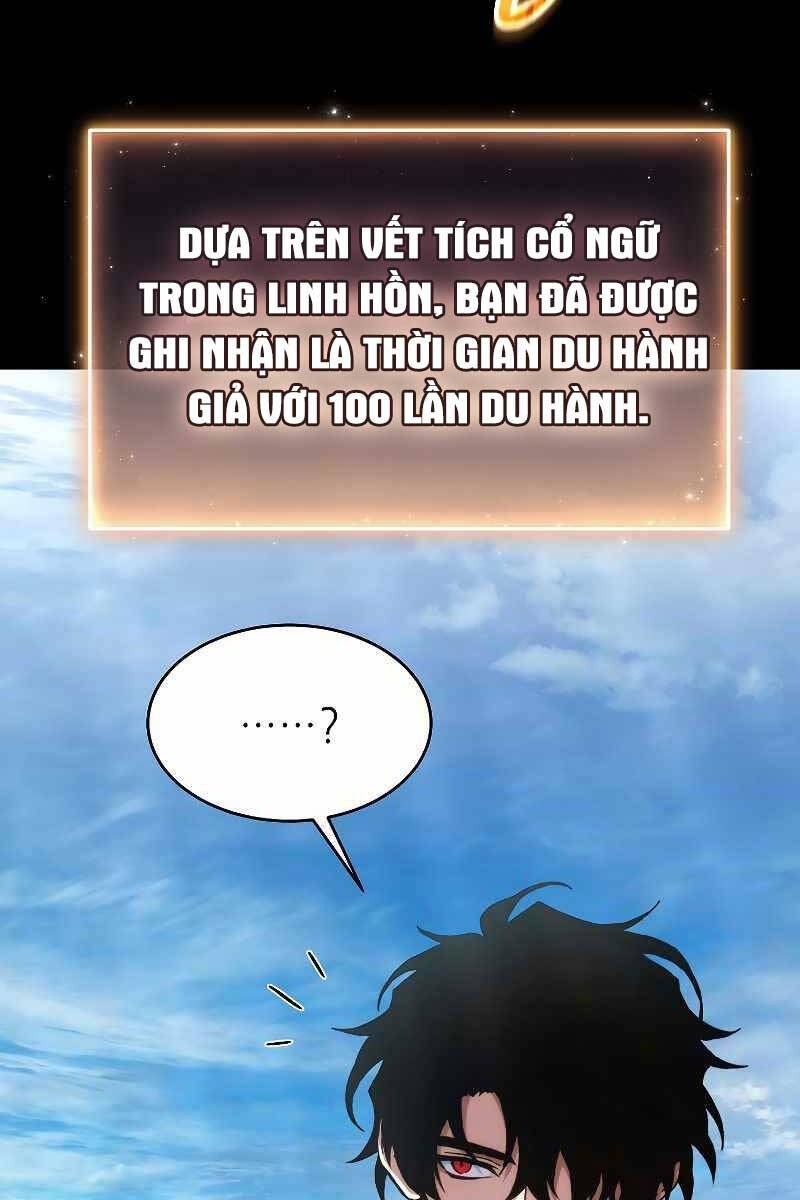 DỰA TRÊN VẾT TÍCH CỔ NGỮ
TRONG LINH HỒN, BẠN ĐÃ ĐƯỢC
GHI NHẬN LÀ THỜI GIAN DU HÀNH
GIẢ VỚI 100 LẦN DU HÀNH.
......?